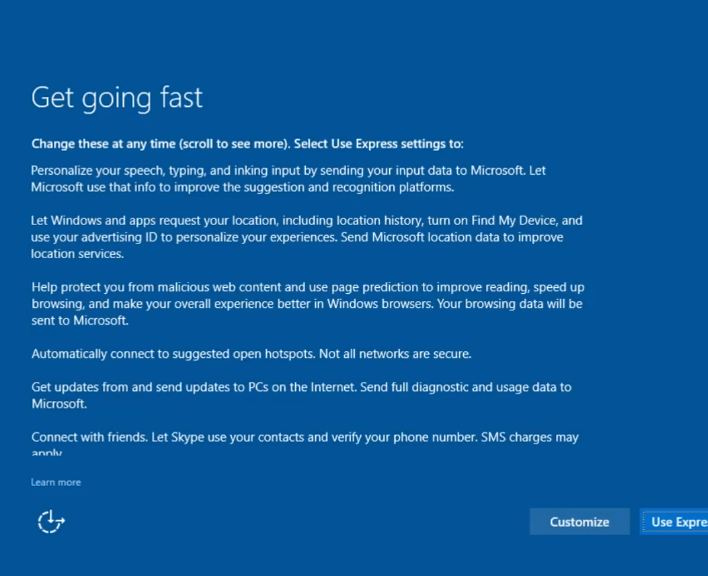 Get going fast
Change these at any time (scroll to see more). Select Use Express settings to:
Personalize your speech, typing, and inking input by sending your input data to Microsoft. Let
Microsoft use that info to improve the suggestion and recognition platforms.
Let Windows and apps request your location, including location history, turn on Find My Device, and
use your advertising ID to personalize your experiences. Send Microsoft location data to improve
location services.
Help protect you from malicious web content and use page prediction to improve reading, speed up
browsing, and make your overall experience better in Windows browsers. Your browsing data will be
sent to Microsoft.
Automatically connect to suggested open hotspots. Not all networks are secure.
Get updates from and send updates to PCs on the Internet. Send full diagnostic and usage data to
Microsoft.
Connect with friends. Let Skype use your contacts and verify your phone number. SMS charges may
apply
Learn more
Customize
Use Expre